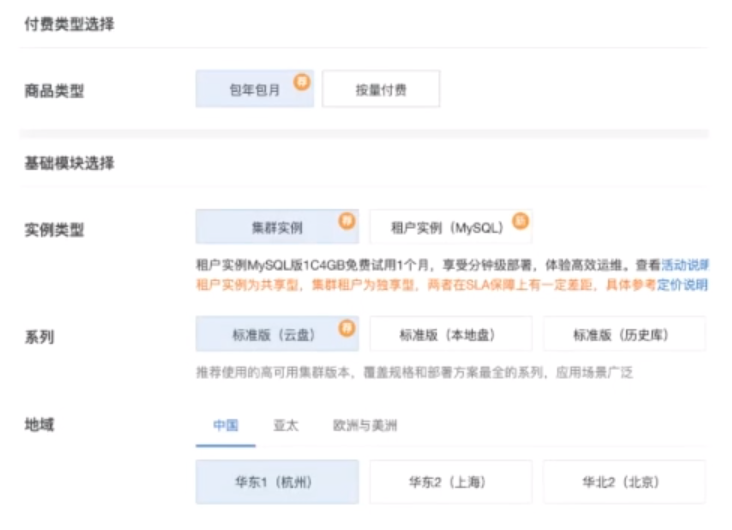 付费类型选择
商品类型 包年包月 荐 按量付费
基础模块选择
实例类型 集群实例 荐 租户实例（MySQL）
租户实例MySQL版1C4GB免费试用1个月，享受分钟级部署，体验高效运维。查看活动说明
租户实例为共享型，集群租户为独享型，两者在SLA保障上有一定差距，具体参考定价说明
系列 标准版（云盘） 荐 标准版（本地盘） 标准版（历史库）
推荐使用的高可用集群版本，覆盖规格和部署方案最全的系列，应用场景广泛
地域 中国 亚太 欧洲与美洲
华东1（杭州） 华东2（上海） 华北2（北京）